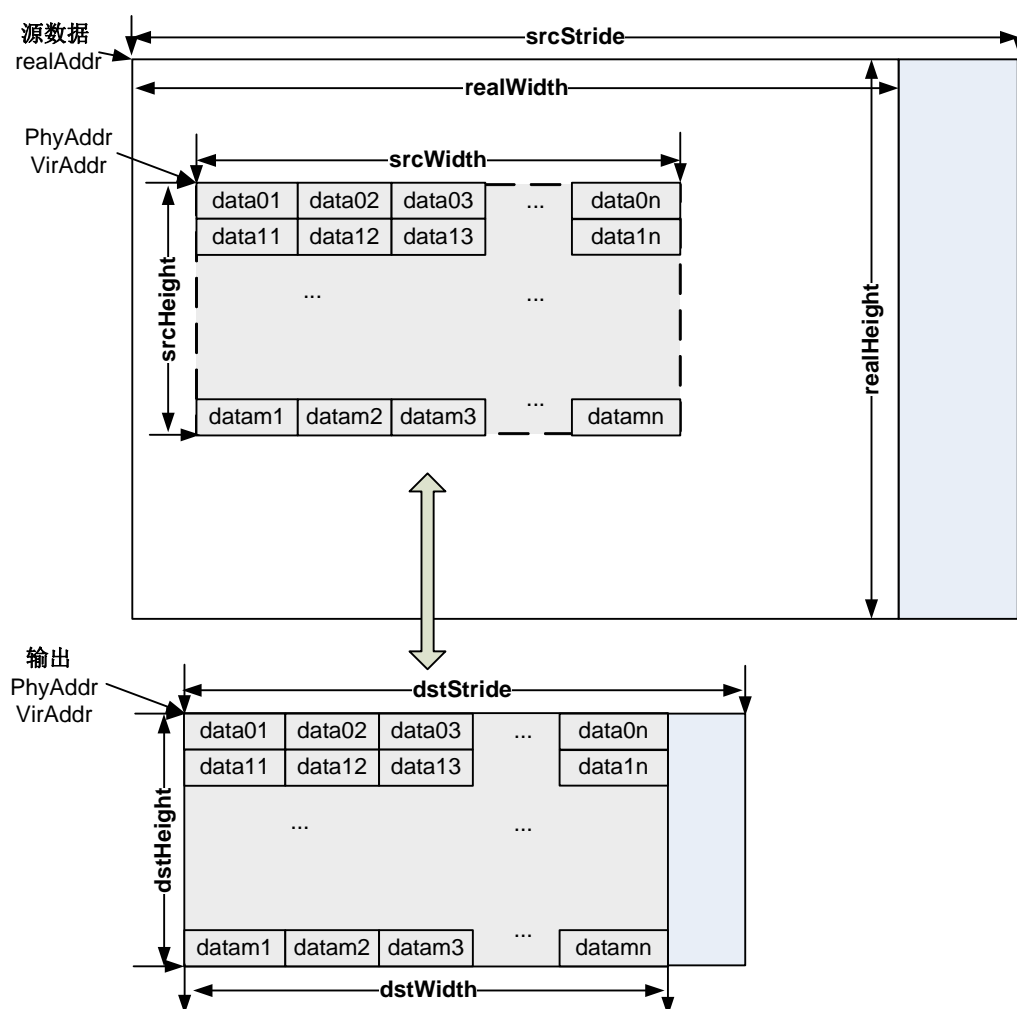 源数据
realAddr
srcStride
realWidth
PhyAddr
VirAddr
srcWidth
data01 data02 data03 ... data0n
data11 data12 data13 data1n
... ...
srcHeight
realHeight
...
datam1 datam2 datam3 datamn
输出
PhyAddr
VirAddr
dstStride
data01 data02 data03 ... data0n
data11 data12 data13 data1n
... ...
dstHeight
...
datam1 datam2 datam3 datamn
dstWidth